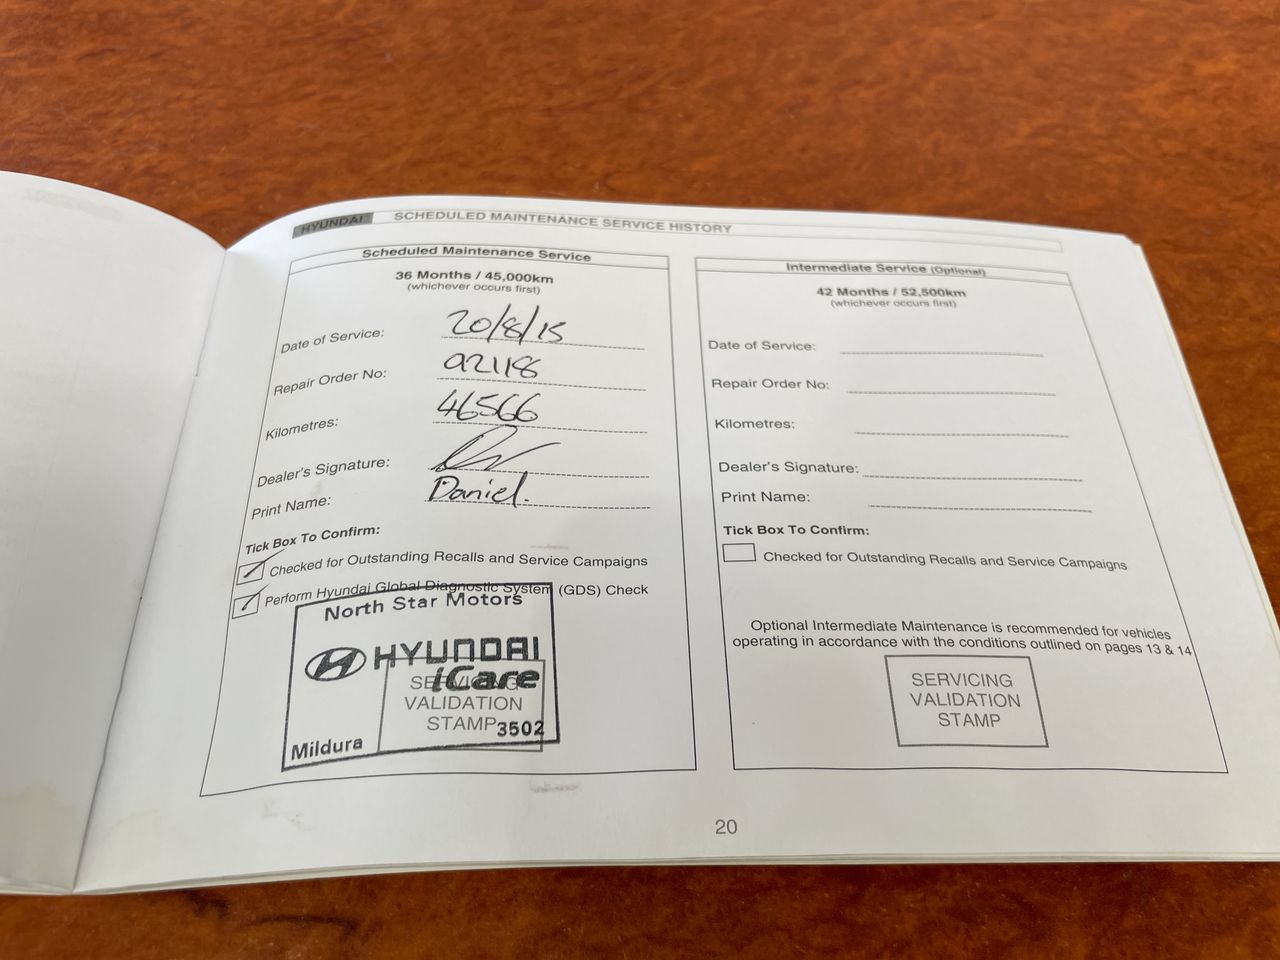 HYUNDAI SCHEDULED MAINTENANCE SERVICE HISTORY
Scheduled Maintenance Service
36 Months / 45,000km
(whichever occurs first)
Date of Service: 20/8/15
Repair Order No: 92118
Kilometres: 46566
Dealer's Signature:
Print Name: Daniel.
Tick Box To Confirm:
Checked for Outstanding Recalls and Service Campaigns
Perform Hyundai Global Diagnostic System (GDS) Check
North Star Motors
HYUNDAI
iCare
SERVICING
VALIDATION
STAMP
3502
Mildura
Intermediate Service (Optional)
42 Months / 52,500km
(whichever occurs first)
Date of Service:
Repair Order No:
Kilometres:
Dealer's Signature:
Print Name:
Tick Box To Confirm:
Checked for Outstanding Recalls and Service Campaigns
Optional Intermediate Maintenance is recommended for vehicles
operating in accordance with the conditions outlined on pages 13 & 14
SERVICING
VALIDATION
STAMP
20